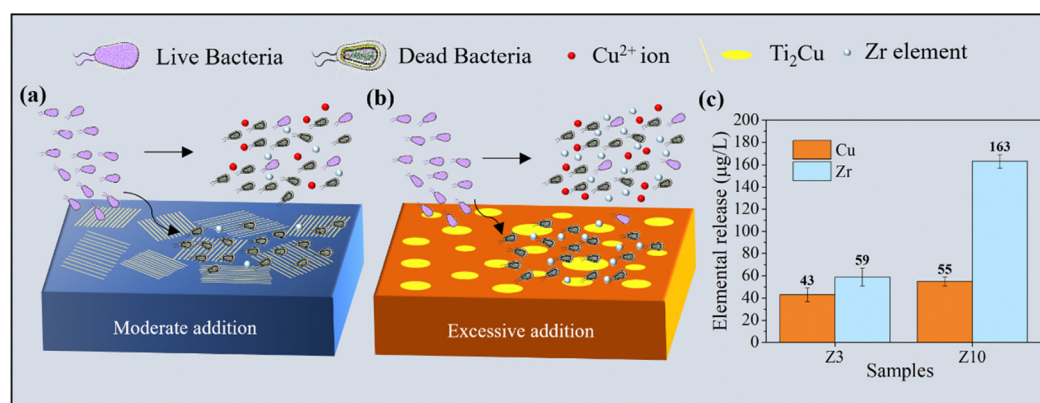 Live Bacteria
Dead Bacteria
Cu²⁺ ion
Ti₂Cu
Zr element
(a)
Moderate addition
(b)
Excessive addition
(c)
Elemental release (μg/L)
200
180
160
140
120
100
80
60
40
20
0
Cu
Zr
43
59
55
163
Z3
Z10
Samples